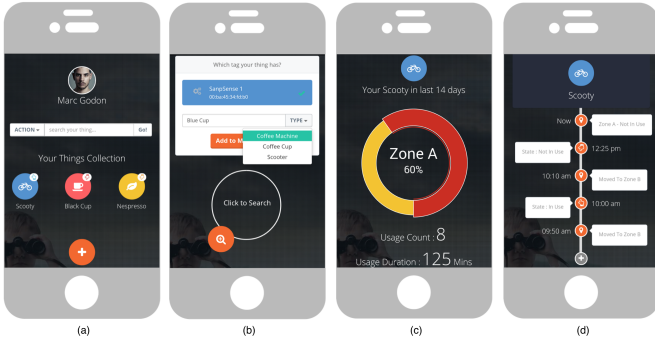 Marc Godon
ACTION
search your thing...
Go!
Your Things Collection
Scooty
Black Cup
Nespresso
(a)
Which tag your thing has?
SanpSense 1
Blue Cup
TYPE
Coffee Machine
Coffee Cup
Scooter
Add to M
Click to Search
(b)
Your Scooty in last 14 days
Zone A
60%
Usage Count : 8
Usage Duration : 125 Mins
(c)
Scooty
Now
Zone A - Not In Use
State : Not In Use
12:25 pm
10:10 am
Moved To Zone B
State : In Use
10:00 am
09:50 am
Moved To Zone B
(d)